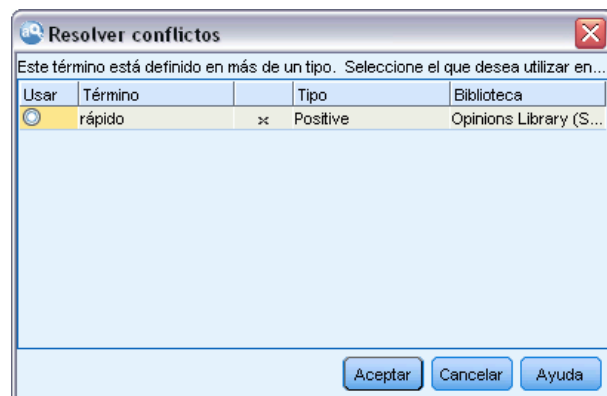 Resolver conflictos
Este término está definido en más de un tipo. Seleccione el que desea utilizar en...
Usar Término Tipo Biblioteca
rápido Positive Opinions Library (S...
Aceptar Cancelar Ayuda